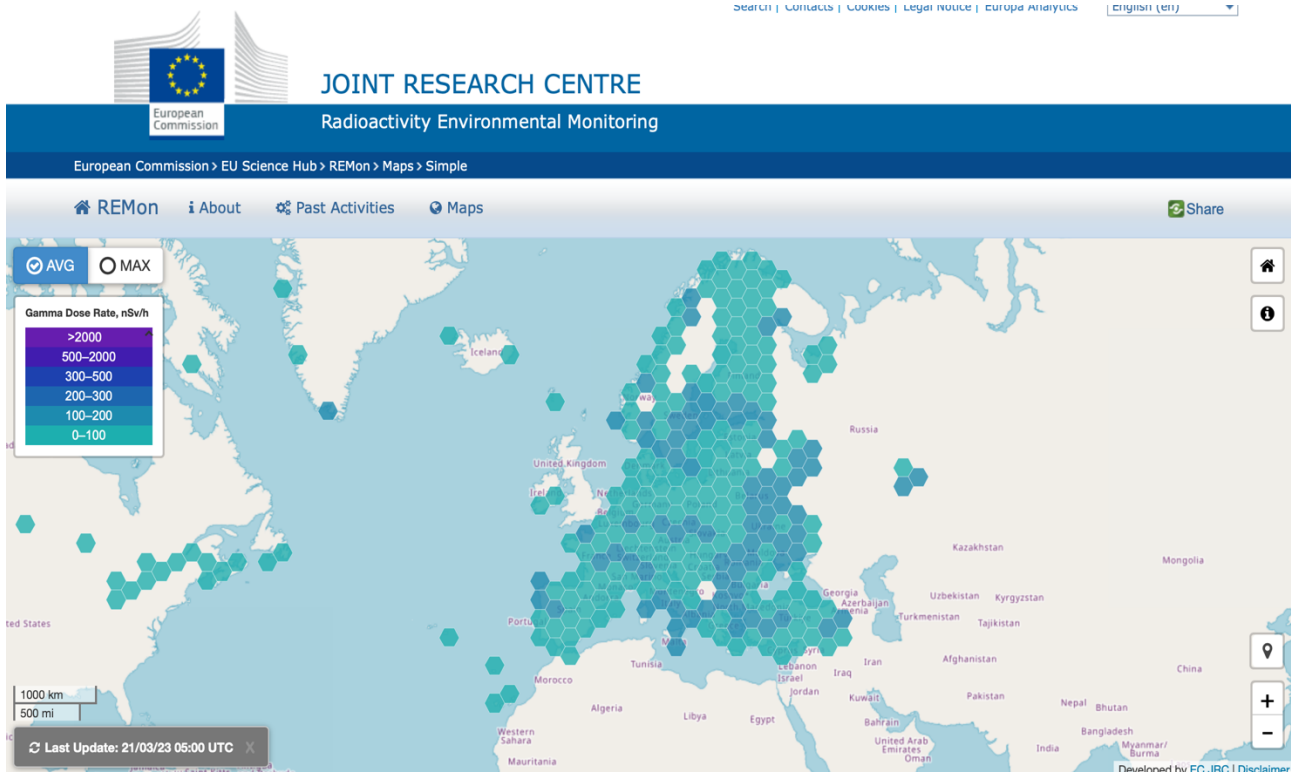 Search | Contacts | Cookies | Legal Notice | Europa Analytics English (en)
European
Commission
JOINT RESEARCH CENTRE
Radioactivity Environmental Monitoring
European Commission > EU Science Hub > REMon > Maps > Simple
REMon About Past Activities Maps Share
AVG MAX
Gamma Dose Rate, nSv/h
>2000
500–2000
300–500
200–300
100–200
0–100
Iceland
Russia
United Kingdom
Kazakhstan
Mongolia
Georgia
Azerbaijan
Uzbekistan Kyrgyzstan
Turkmenistan
Tajikistan
ted States
Tunisia
Lebanon
Israel
Jordan
Iraq
Iran
Afghanistan
China
Morocco
Algeria
Libya
Egypt
Kuwait
Pakistan
Nepal Bhutan
Bahrain
Bangladesh
Western
Sahara
United Arab
Emirates
Oman
India
Myanmar/
Burma
Mauritania
1000 km
500 mi
Last Update: 21/03/23 05:00 UTC X
+
−
Developed by EC JRC | Disclaimer